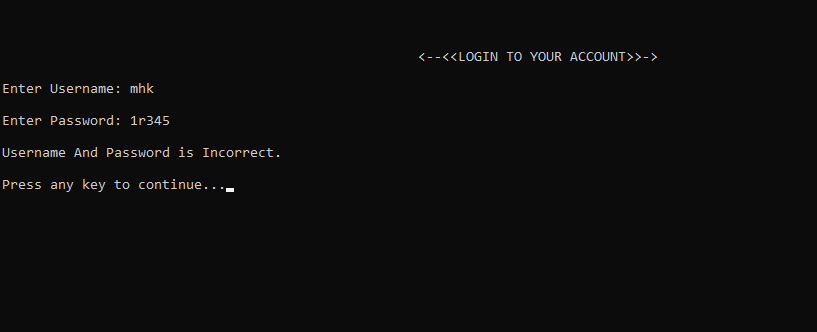 <--<<LOGIN TO YOUR ACCOUNT>>->
Enter Username: mhk
Enter Password: 1r345
Username And Password is Incorrect.
Press any key to continue...